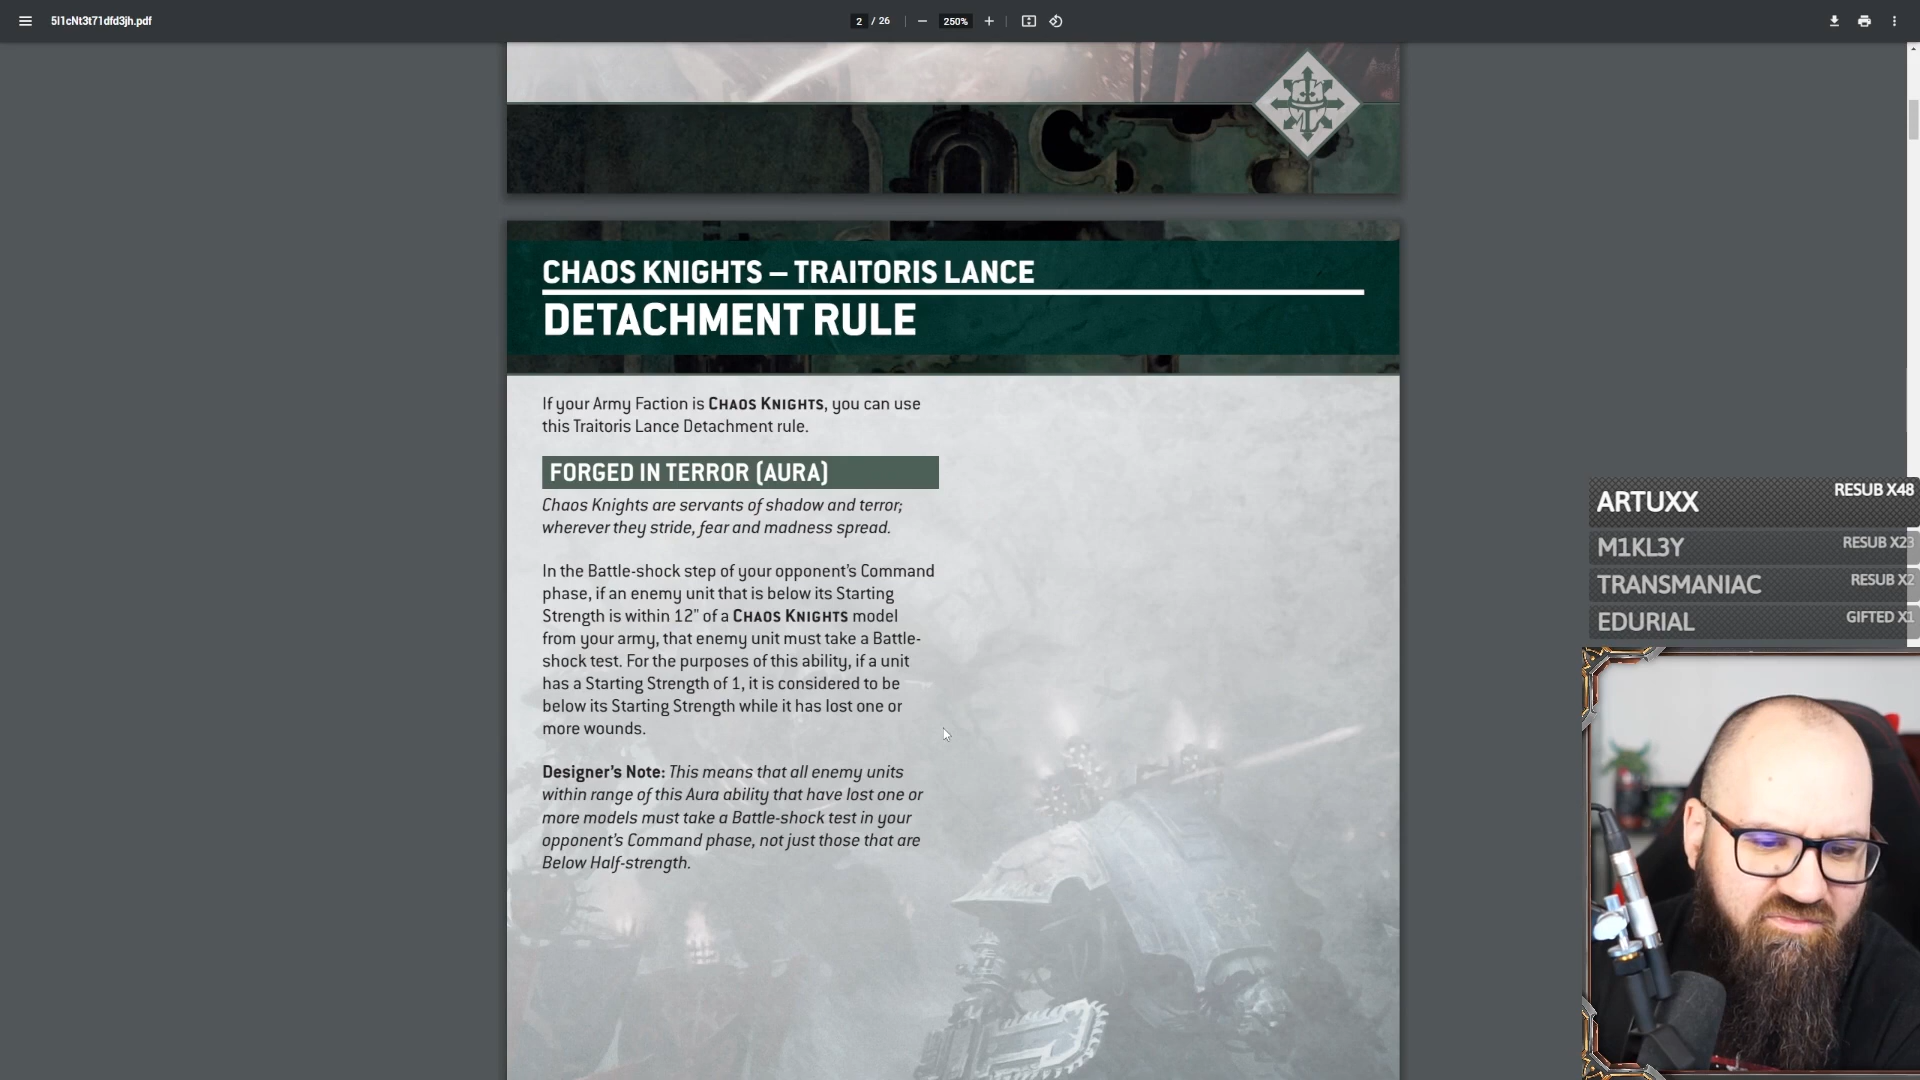 5l1cNt3t71dfd3jh.pdf
2 / 26
250%
CHAOS KNIGHTS – TRAITORIS LANCE
DETACHMENT RULE
If your Army Faction is CHAOS KNIGHTS, you can use
this Traitoris Lance Detachment rule.
FORGED IN TERROR (AURA)
Chaos Knights are servants of shadow and terror;
wherever they stride, fear and madness spread.
In the Battle-shock step of your opponent's Command
phase, if an enemy unit that is below its Starting
Strength is within 12" of a CHAOS KNIGHTS model
from your army, that enemy unit must take a Battle-
shock test. For the purposes of this ability, if a unit
has a Starting Strength of 1, it is considered to be
below its Starting Strength while it has lost one or
more wounds.
Designer's Note: This means that all enemy units
within range of this Aura ability that have lost one or
more models must take a Battle-shock test in your
opponent's Command phase, not just those that are
Below Half-strength.
ARTUXX RESUB X48
M1KL3Y RESUB X23
TRANSMANIAC RESUB X2
EDURIAL GIFTED X1